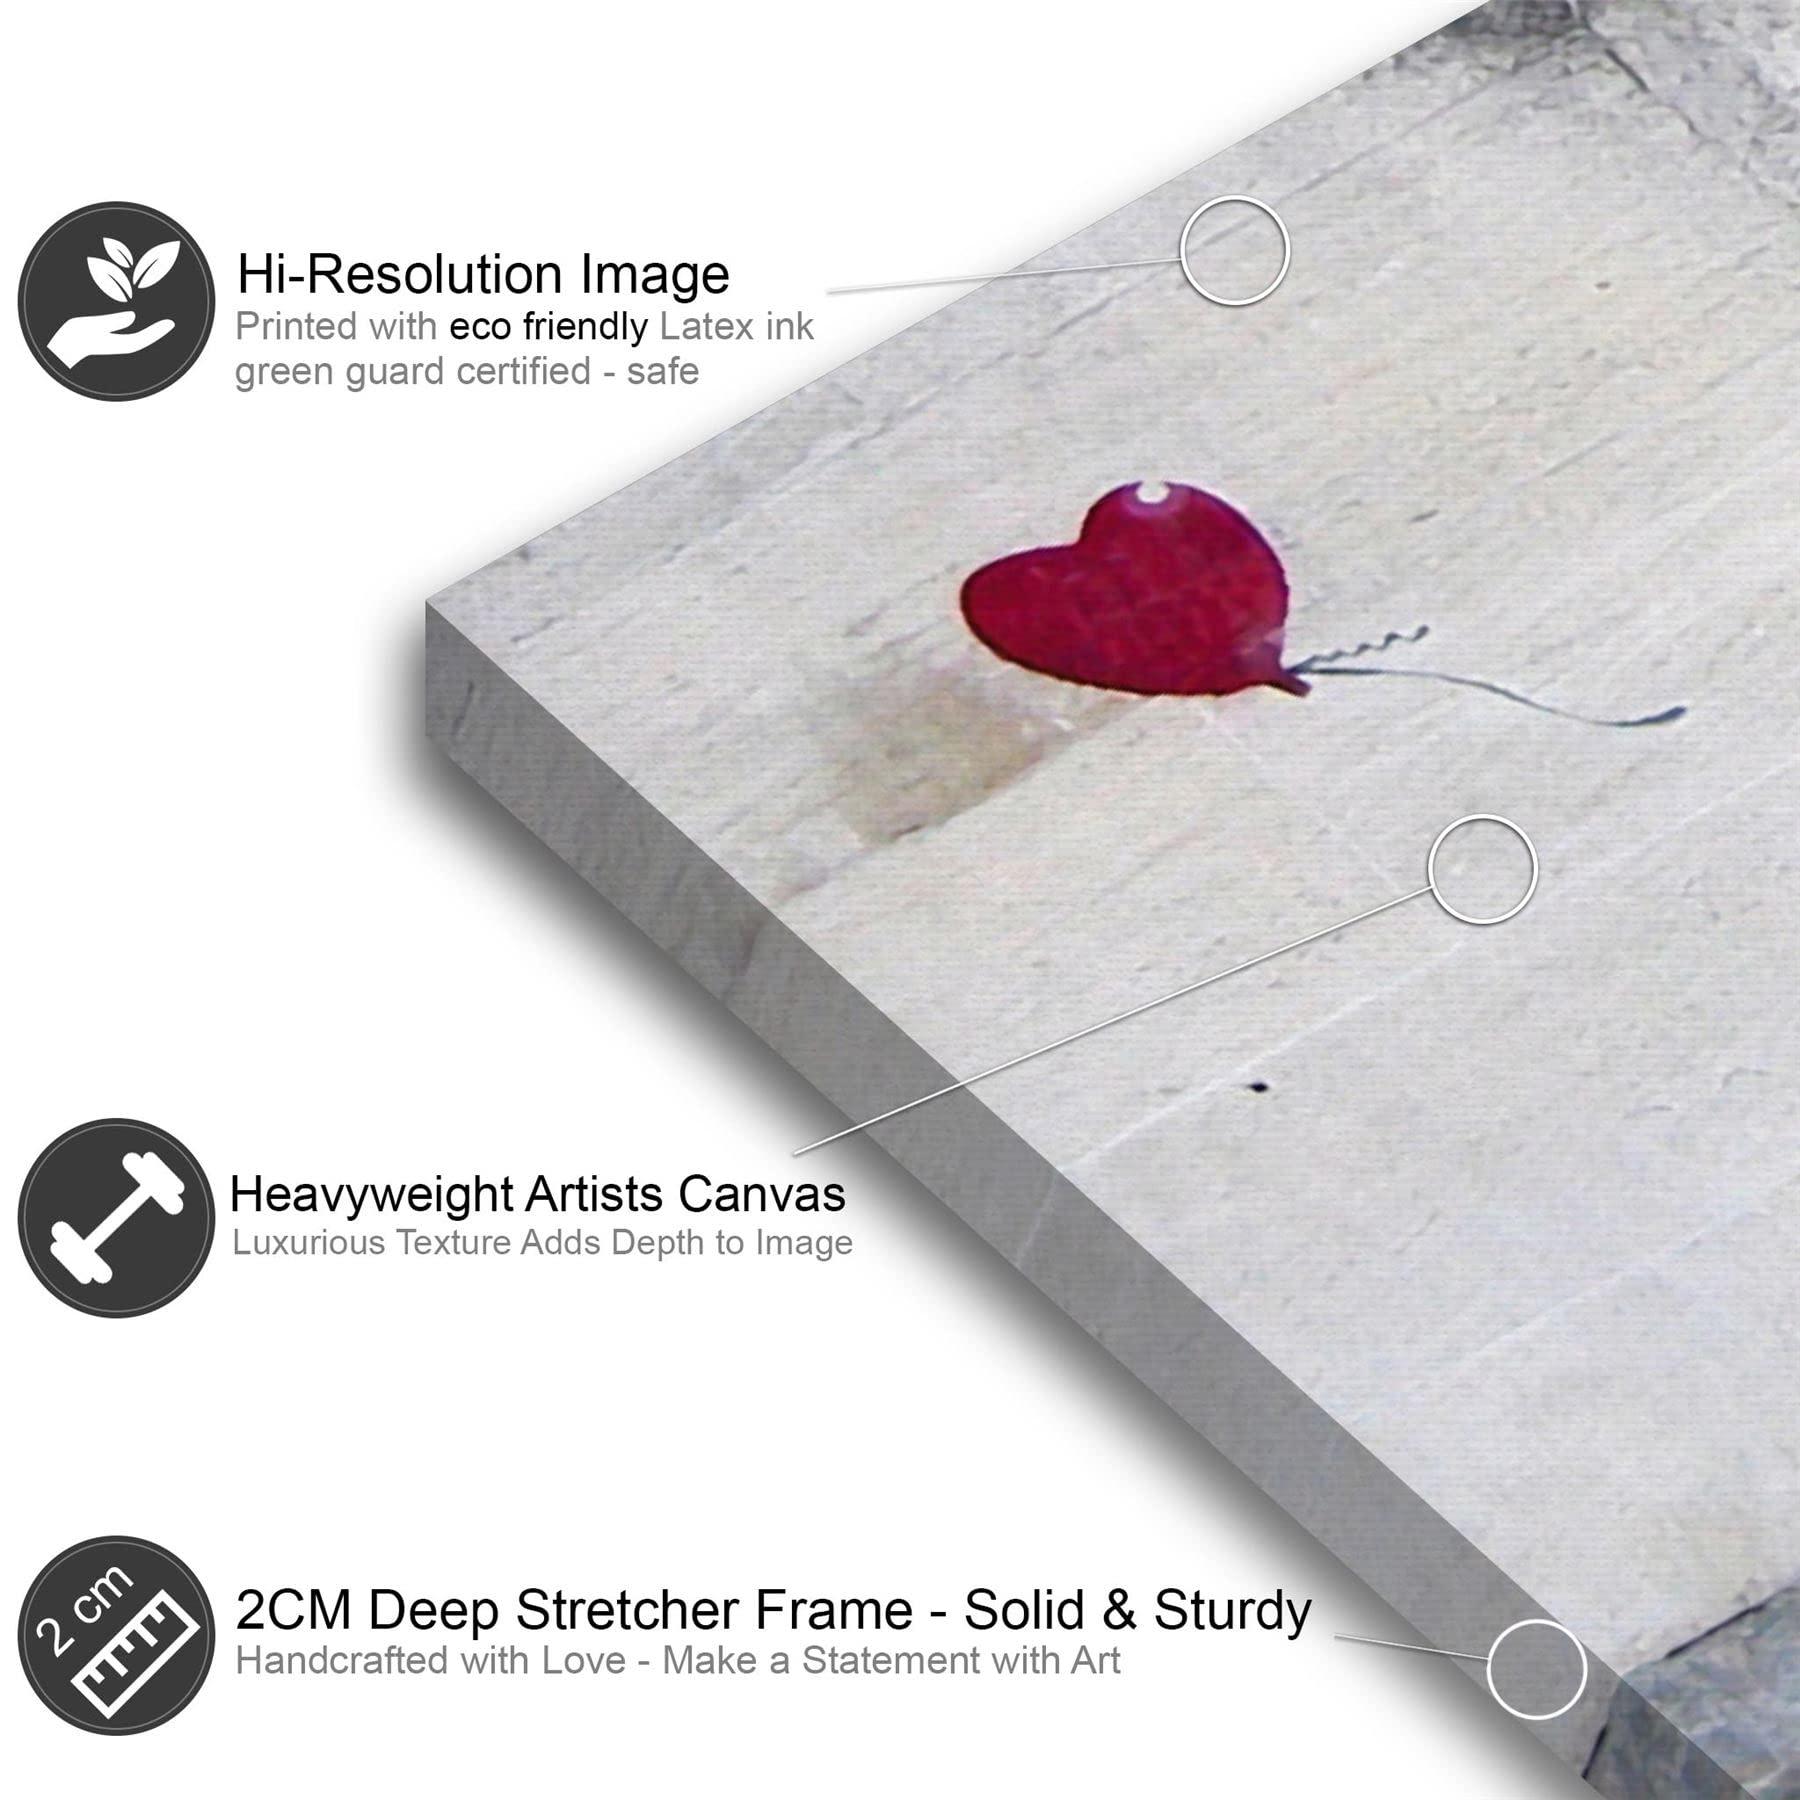 Hi-Resolution Image
Printed with eco friendly Latex ink
green guard certified - safe
Heavyweight Artists Canvas
Luxurious Texture Adds Depth to Image
2 cm
2CM Deep Stretcher Frame - Solid & Sturdy
Handcrafted with Love - Make a Statement with Art